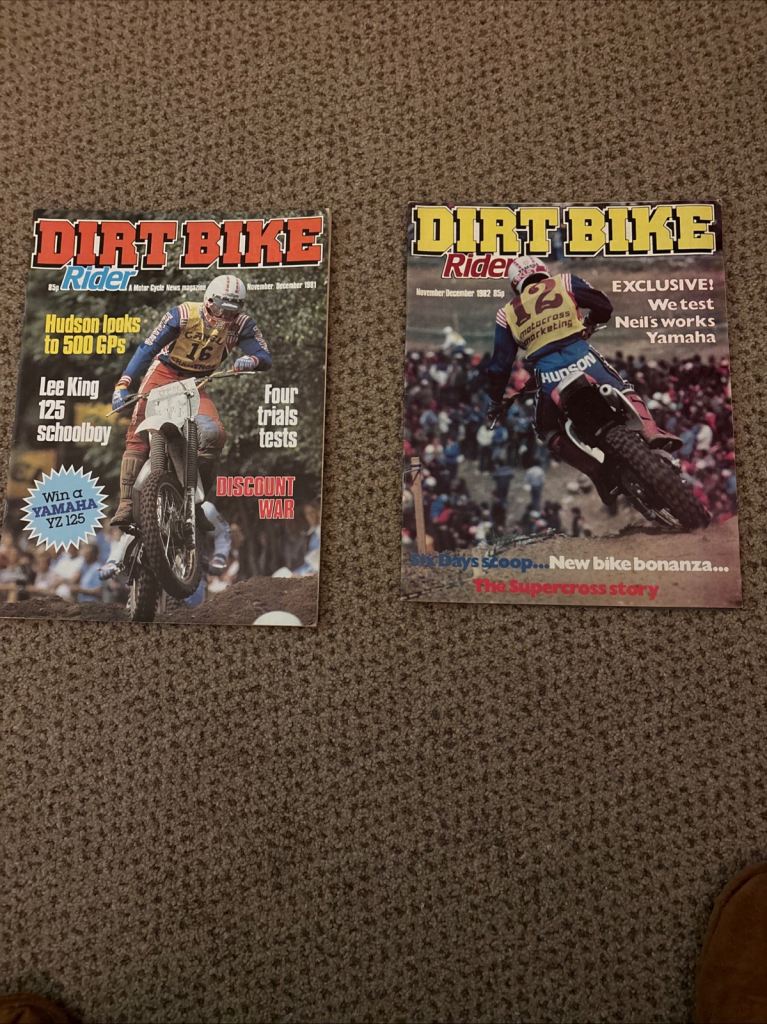 DIRT BIKE
Rider
85p
A Motor Cycle News magazine
November/December 1981
Hudson looks
to 500 GPs
16
Lee King
125
schoolboy
Four
trials
tests
Win a
YAMAHA
YZ 125
DISCOUNT
WAR
DIRT BIKE
Rider
November/December 1982 85p
EXCLUSIVE!
We test
Neil's works
Yamaha
12
motocross
marketing
HUDSON
Six Days scoop...New bike bonanza...
The Supercross story